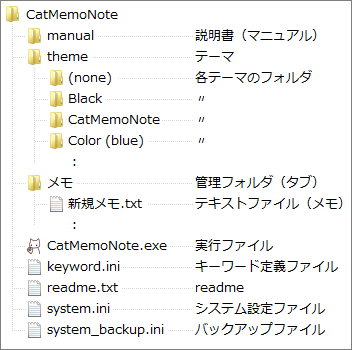 CatMemoNote
manual 説明書（マニュアル）
theme テーマ
(none) 各テーマのフォルダ
Black 〃
CatMemoNote 〃
Color (blue) 〃
：
メモ 管理フォルダ（タブ）
新規メモ.txt テキストファイル（メモ）
：
CatMemoNote.exe 実行ファイル
keyword.ini キーワード定義ファイル
readme.txt readme
system.ini システム設定ファイル
system_backup.ini バックアップファイル